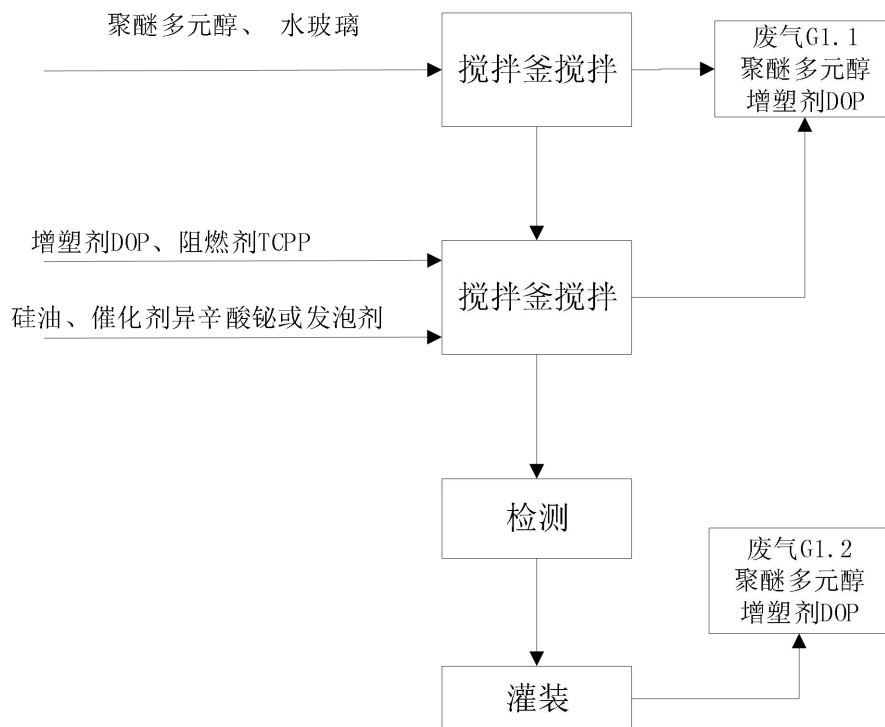 聚醚多元醇、 水玻璃
搅拌釜搅拌
废气G1.1
聚醚多元醇
增塑剂DOP
增塑剂DOP、阻燃剂TCPP
硅油、催化剂异辛酸铋或发泡剂
搅拌釜搅拌
检测
废气G1.2
聚醚多元醇
增塑剂DOP
灌装